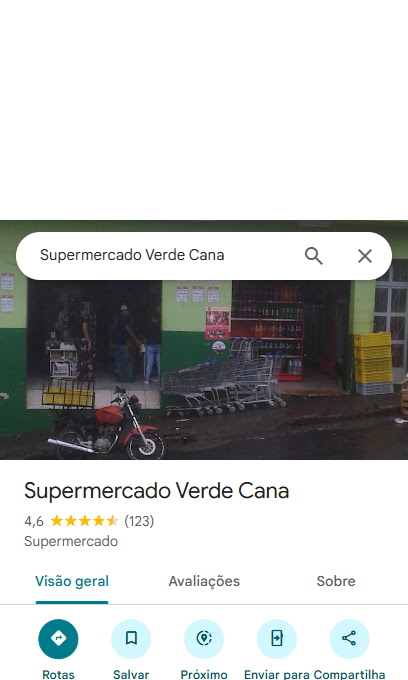 Supermercado Verde Cana
Supermercado Verde Cana
4,6 (123)
Supermercado
Visão geral
Avaliações
Sobre
Rotas
Salvar
Próximo
Enviar para
Compartilha